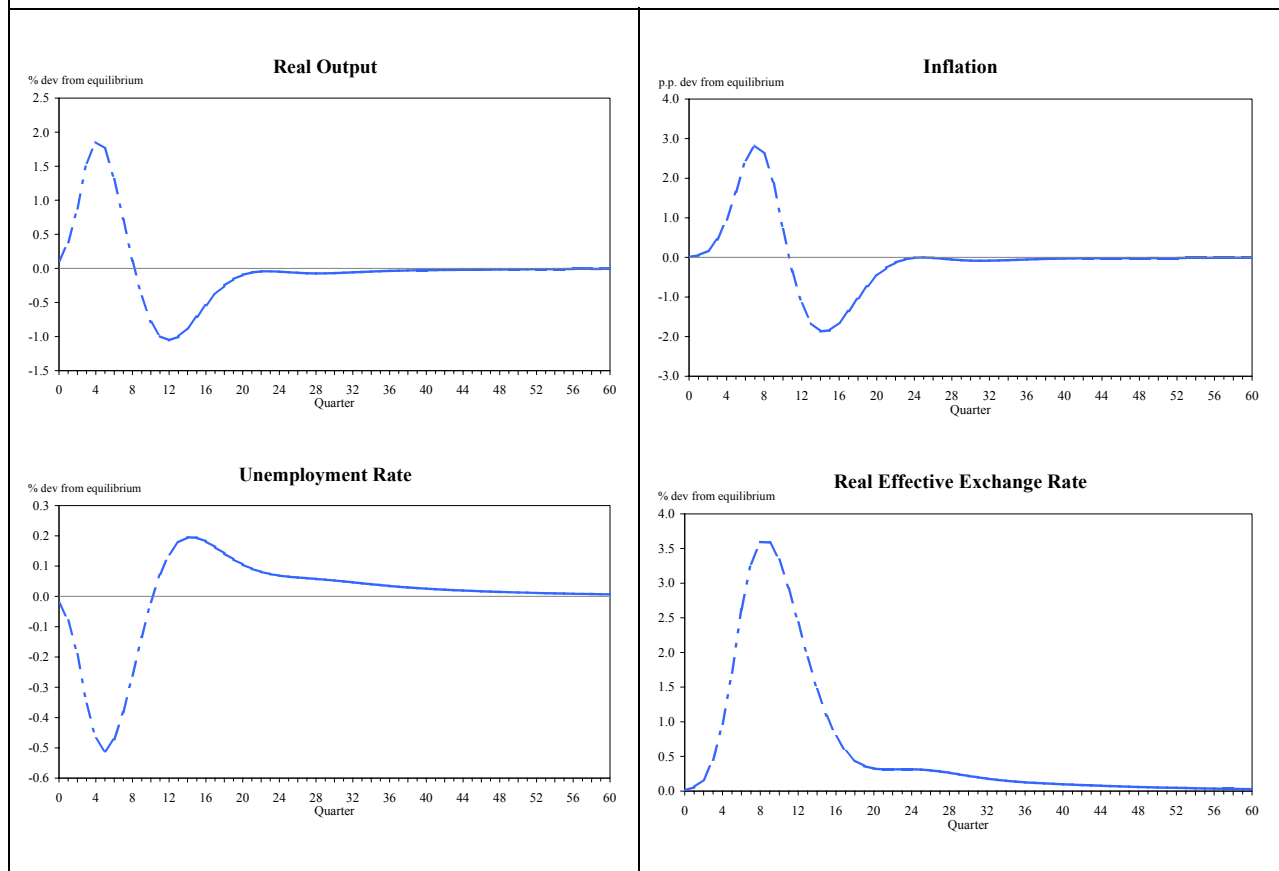 Real Output
% dev from equilibrium
2.5
2.0
1.5
1.0
0.5
0.0
-0.5
-1.0
-1.5
0 4 8 12 16 20 24 28 32 36 40 44 48 52 56 60
Quarter
Inflation
p.p. dev from equilibrium
4.0
3.0
2.0
1.0
0.0
-1.0
-2.0
-3.0
0 4 8 12 16 20 24 28 32 36 40 44 48 52 56 60
Quarter
Unemployment Rate
% dev from equilibrium
0.3
0.2
0.1
0.0
-0.1
-0.2
-0.3
-0.4
-0.5
-0.6
0 4 8 12 16 20 24 28 32 36 40 44 48 52 56 60
Quarter
Real Effective Exchange Rate
% dev from equilibrium
4.0
3.5
3.0
2.5
2.0
1.5
1.0
0.5
0.0
0 4 8 12 16 20 24 28 32 36 40 44 48 52 56 60
Quarter